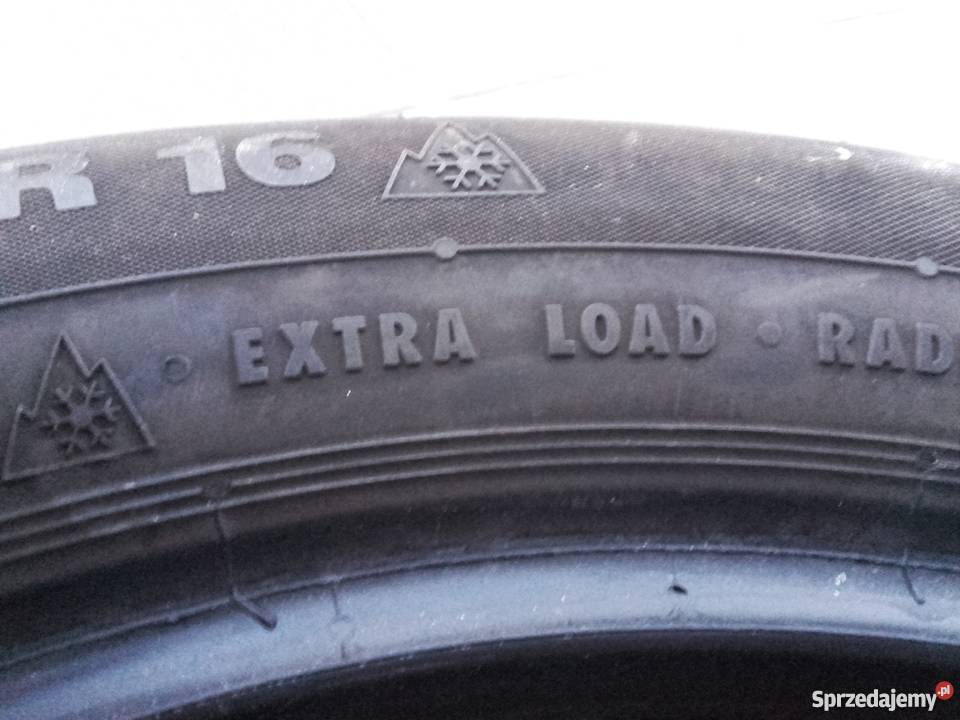 R 16
EXTRA LOAD • RAD
Sprzedajemy.pl